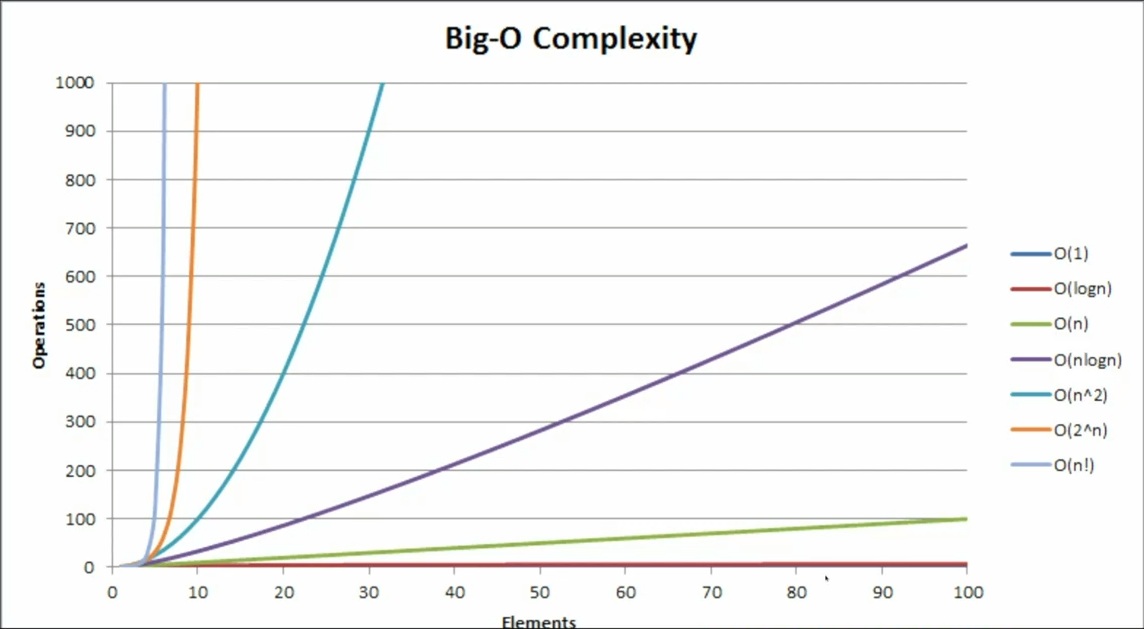 Big-O Complexity
1000
900
800
700
600
500
400
300
200
100
0
Operations
0 10 20 30 40 50 60 70 80 90 100
Elements
O(1)
O(logn)
O(n)
O(nlogn)
O(n^2)
O(2^n)
O(n!)